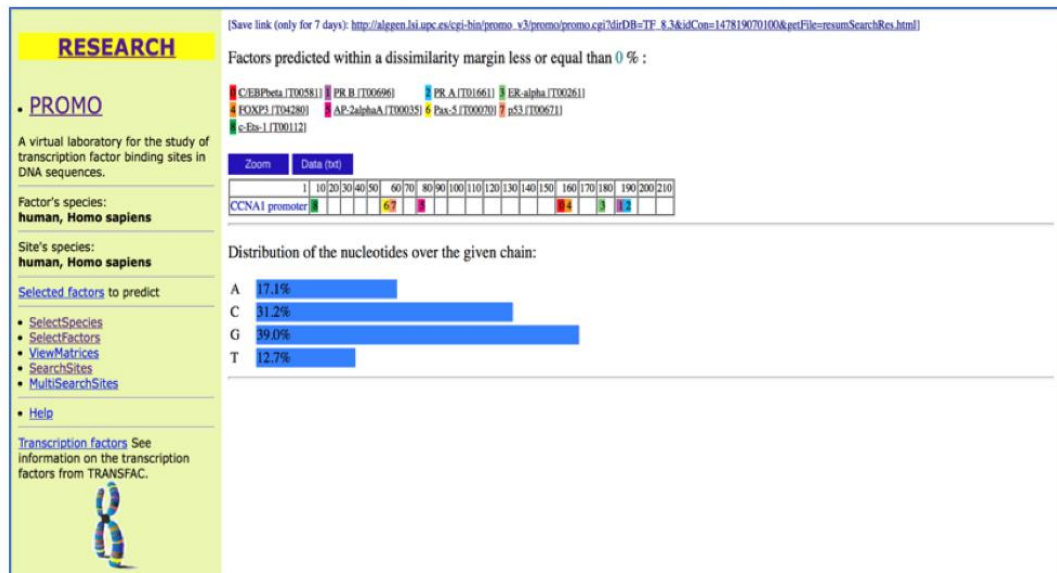 RESEARCH
• PROMO
A virtual laboratory for the study of
transcription factor binding sites in
DNA sequences.
Factor's species:
human, Homo sapiens
Site's species:
human, Homo sapiens
Selected factors to predict
• SelectSpecies
• SelectFactors
• ViewMatrices
• SearchSites
• MultiSearchSites
• Help
Transcription factors See
information on the transcription
factors from TRANSFAC.
[Save link (only for 7 days): http://alggen.lsi.upc.es/cgi-bin/promo_v3/promo/promo.cgi?dirDB=TF_8.3&idCon=147819070100&getFile=resumSearchRes.html]
Factors predicted within a dissimilarity margin less or equal than 0 % :
0 C/EBPbeta [T00581] 1 PR B [T00696] 2 PR A [T01661] 3 ER-alpha [T00261]
4 FOXP3 [T04280] 5 AP-2alphaA [T00035] 6 Pax-5 [T00070] 7 p53 [T00671]
8 c-Ets-1 [T00112]
Zoom Data (txt)
1 10 20 30 40 50 60 70 80 90 100 110 120 130 140 150 160 170 180 190 200 210
CCNA1 promoter 8 6 7 5 0 4 3 1 2
Distribution of the nucleotides over the given chain:
A 17.1%
C 31.2%
G 39.0%
T 12.7%